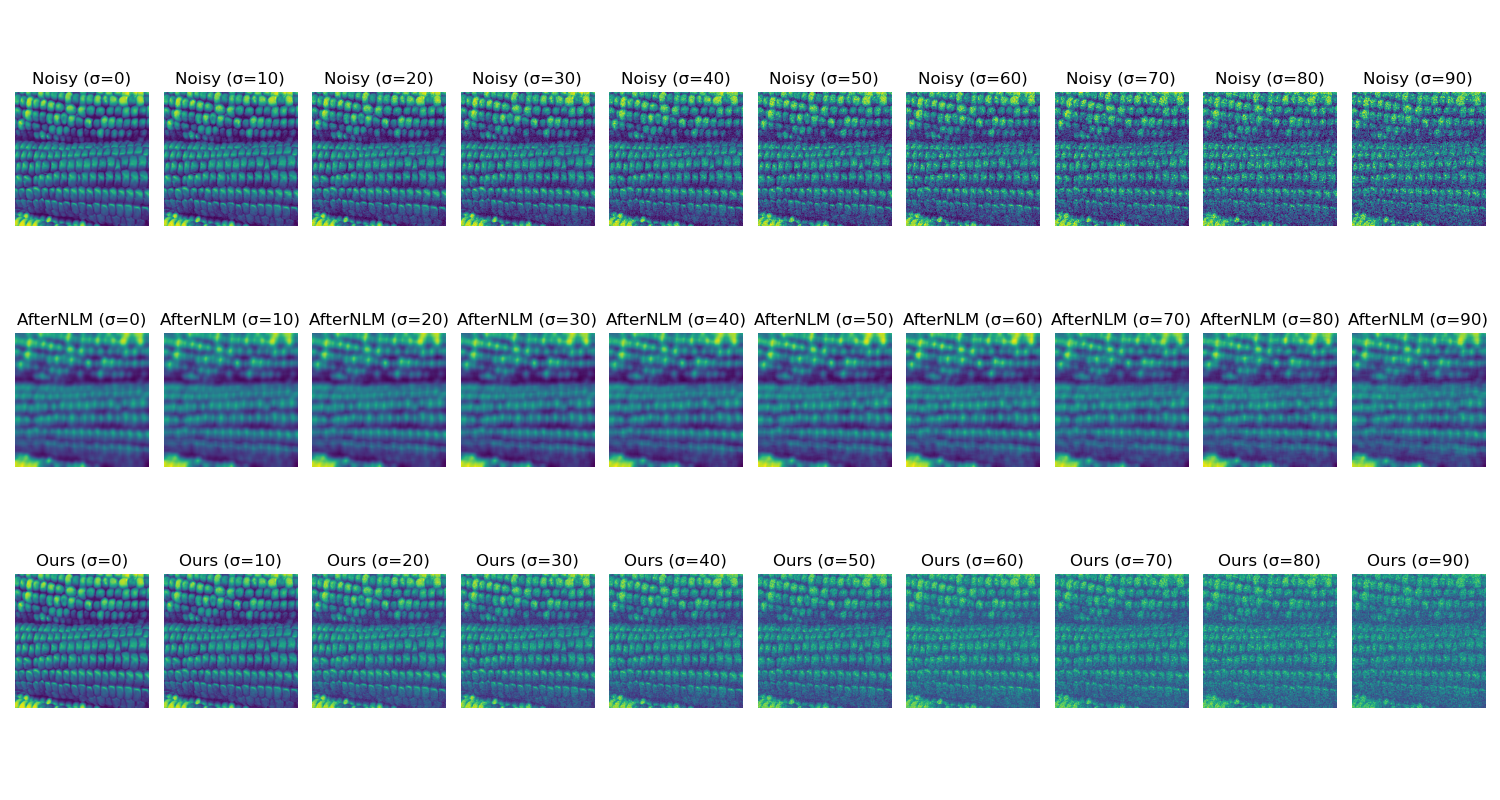 Noisy (σ=0) Noisy (σ=10) Noisy (σ=20) Noisy (σ=30) Noisy (σ=40) Noisy (σ=50) Noisy (σ=60) Noisy (σ=70) Noisy (σ=80) Noisy (σ=90)
AfterNLM (σ=0) AfterNLM (σ=10) AfterNLM (σ=20) AfterNLM (σ=30) AfterNLM (σ=40) AfterNLM (σ=50) AfterNLM (σ=60) AfterNLM (σ=70) AfterNLM (σ=80) AfterNLM (σ=90)
Ours (σ=0) Ours (σ=10) Ours (σ=20) Ours (σ=30) Ours (σ=40) Ours (σ=50) Ours (σ=60) Ours (σ=70) Ours (σ=80) Ours (σ=90)